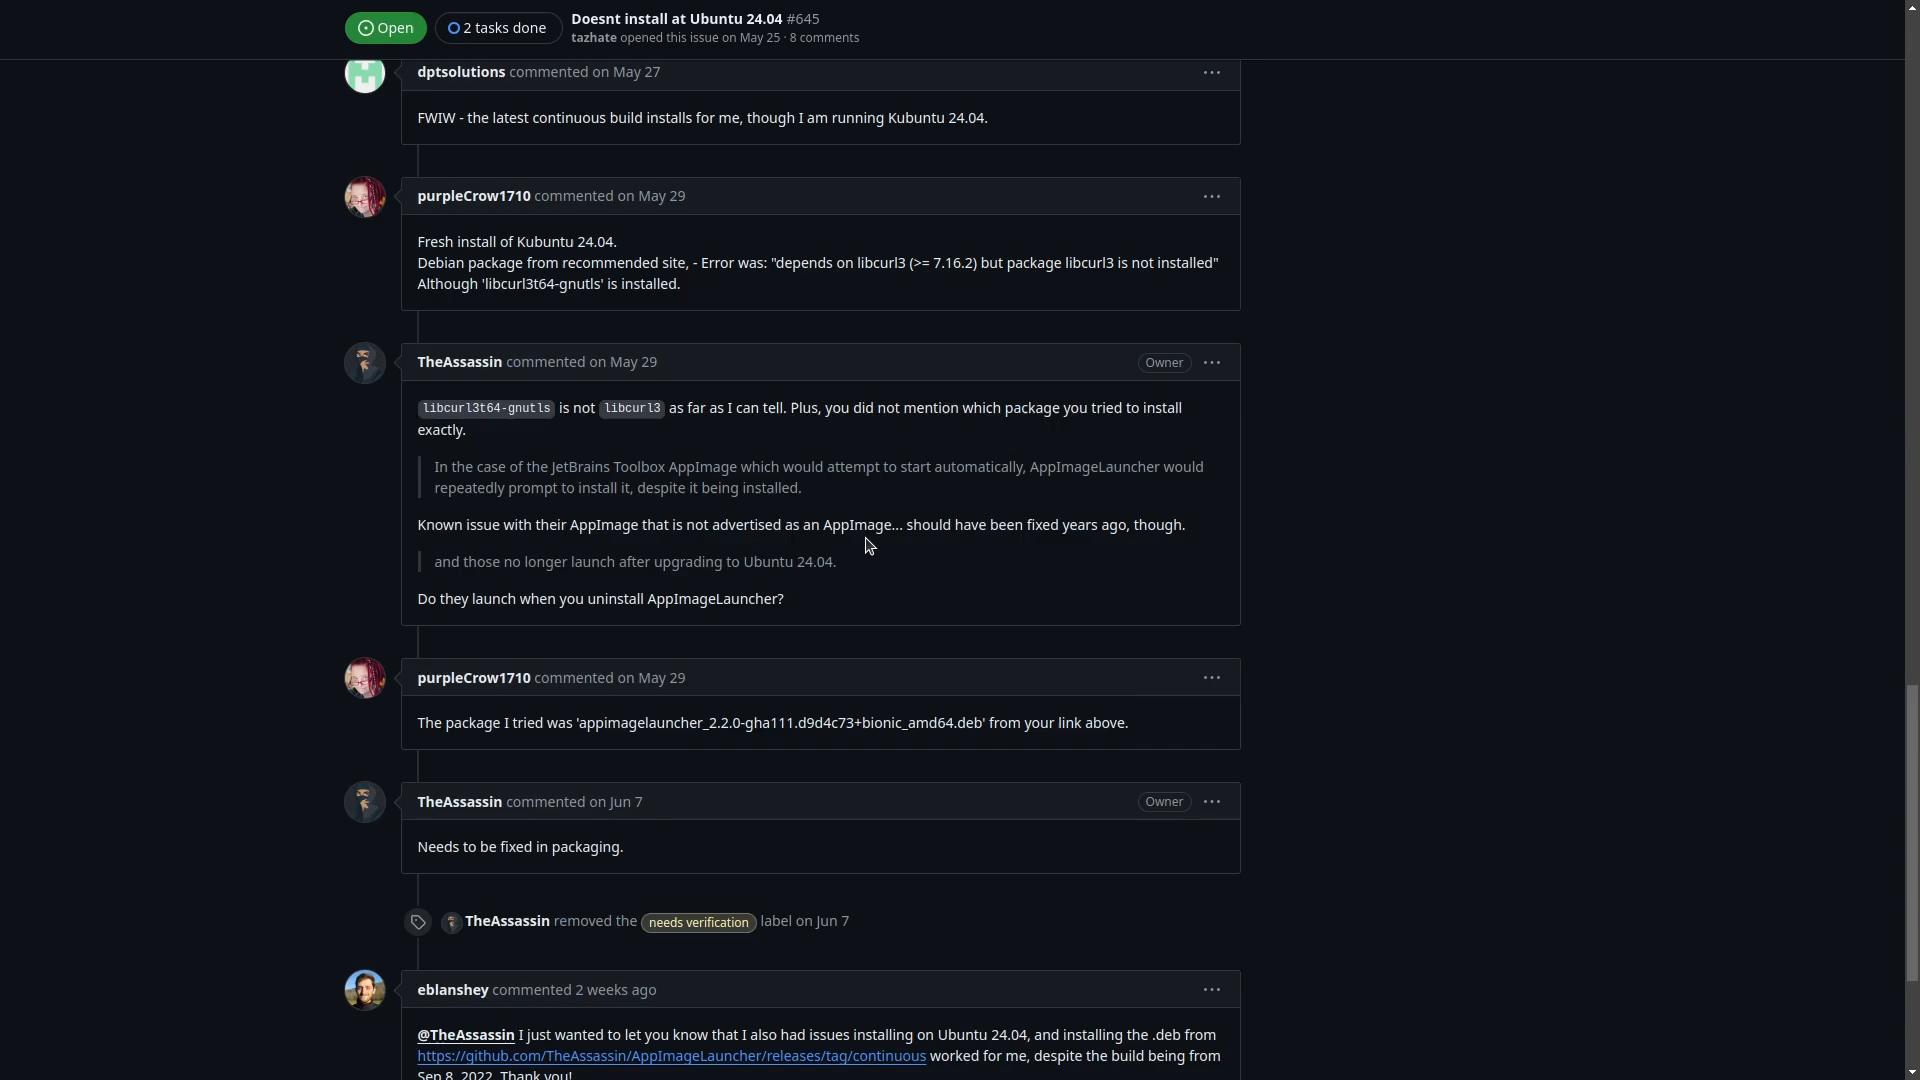 Open
2 tasks done
Doesnt install at Ubuntu 24.04 #645
tazhate opened this issue on May 25 · 8 comments
dptsolutions commented on May 27
FWIW - the latest continuous build installs for me, though I am running Kubuntu 24.04.
purpleCrow1710 commented on May 29
Fresh install of Kubuntu 24.04.
Debian package from recommended site, - Error was: "depends on libcurl3 (>= 7.16.2) but package libcurl3 is not installed"
Although 'libcurl3t64-gnutls' is installed.
TheAssassin commented on May 29
Owner
libcurl3t64-gnutls is not libcurl3 as far as I can tell. Plus, you did not mention which package you tried to install
exactly.
In the case of the JetBrains Toolbox AppImage which would attempt to start automatically, AppImageLauncher would
repeatedly prompt to install it, despite it being installed.
Known issue with their AppImage that is not advertised as an AppImage... should have been fixed years ago, though.
and those no longer launch after upgrading to Ubuntu 24.04.
Do they launch when you uninstall AppImageLauncher?
purpleCrow1710 commented on May 29
The package I tried was 'appimagelauncher_2.2.0-gha111.d9d4c73+bionic_amd64.deb' from your link above.
TheAssassin commented on Jun 7
Owner
Needs to be fixed in packaging.
TheAssassin removed the needs verification label on Jun 7
eblanshey commented 2 weeks ago
@TheAssassin I just wanted to let you know that I also had issues installing on Ubuntu 24.04, and installing the .deb from
https://github.com/TheAssassin/AppImageLauncher/releases/tag/continuous worked for me, despite the build being from
Sep 8, 2022. Thank you!